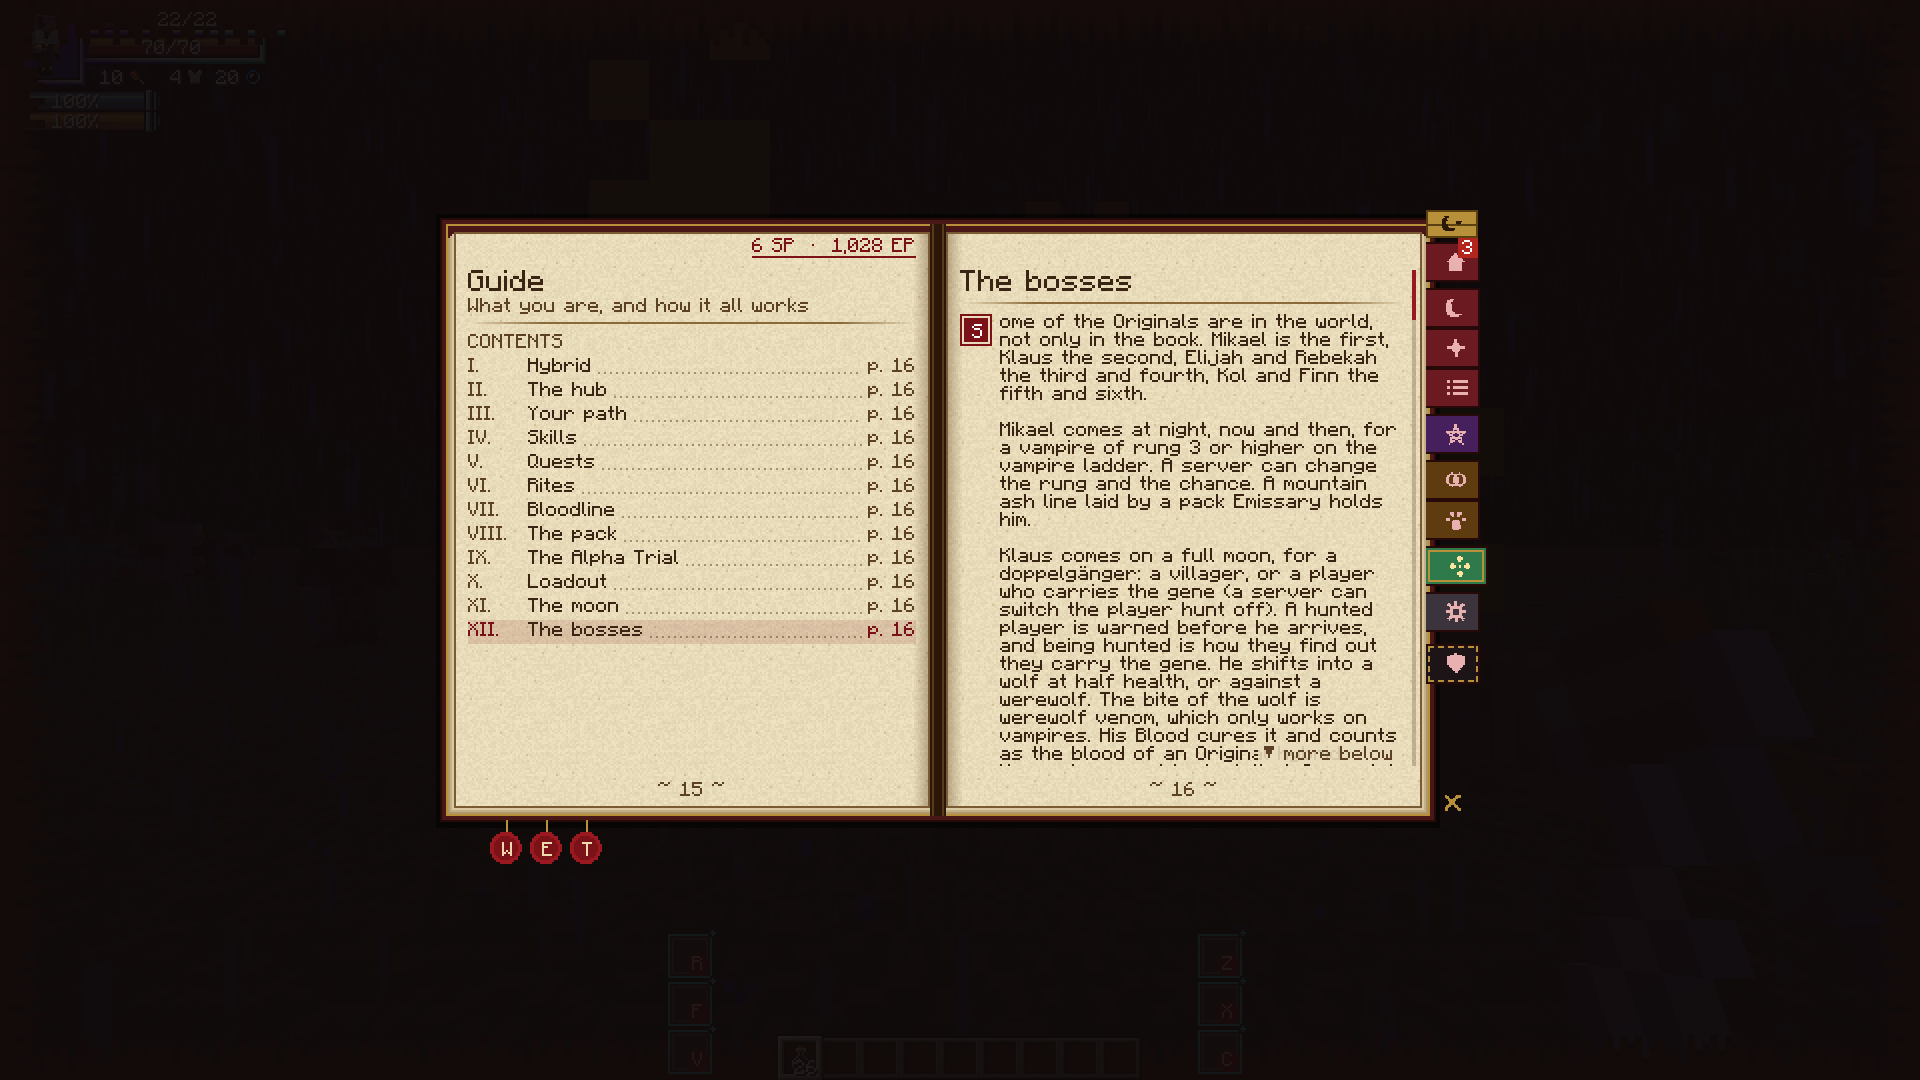 22/22
70/70
10 4 20
100%
100%
6 SP · 1,028 EP
Guide
What you are, and how it all works
CONTENTS
I. Hybrid p. 16
II. The hub p. 16
III. Your path p. 16
IV. Skills p. 16
V. Quests p. 16
VI. Rites p. 16
VII. Bloodline p. 16
VIII. The pack p. 16
IX. The Alpha Trial p. 16
X. Loadout p. 16
XI. The moon p. 16
XII. The bosses p. 16
~ 15 ~
The bosses
Some of the Originals are in the world,
not only in the book. Mikael is the first,
Klaus the second, Elijah and Rebekah
the third and fourth, Kol and Finn the
fifth and sixth.
Mikael comes at night, now and then, for
a vampire of rung 3 or higher on the
vampire ladder. A server can change
the rung and the chance. A mountain
ash line laid by a pack Emissary holds
him.
Klaus comes on a full moon, for a
doppelgänger: a villager, or a player
who carries the gene (a server can
switch the player hunt off). A hunted
player is warned before he arrives,
and being hunted is how they find out
they carry the gene. He shifts into a
wolf at half health, or against a
werewolf. The bite of the wolf is
werewolf venom, which only works on
vampires. His Blood cures it and counts
as the blood of an Origina▼ more below
~ 16 ~
3
X
W E T
R
F
V
Z
X
C
26